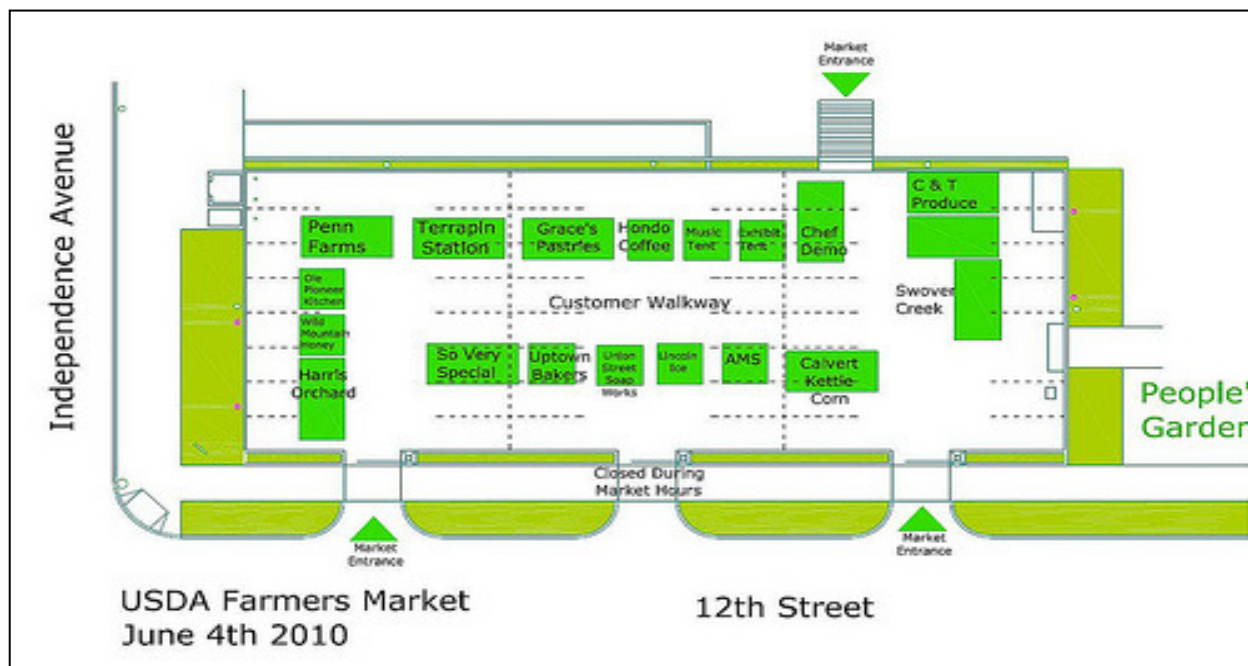 Market
Entrance
Independence Avenue
C & T
Produce
Penn
Farms
Terrapin
Station
Grace's
Pastries
Hondo
Coffee
Music
Tent
Exhibit
Tent
Chef
Demo
Ole
Pioneer
Kitchen
Customer Walkway
Swover
Creek
Wild
Mountain
Honey
Harris
Orchard
So Very
Special
Uptown
Bakers
Union
Street
Soap
Works
Lincoln
Ice
AMS
Calvert
Kettle
Corn
People'
Garden
Closed During
Market Hours
Market
Entrance
Market
Entrance
USDA Farmers Market
June 4th 2010
12th Street